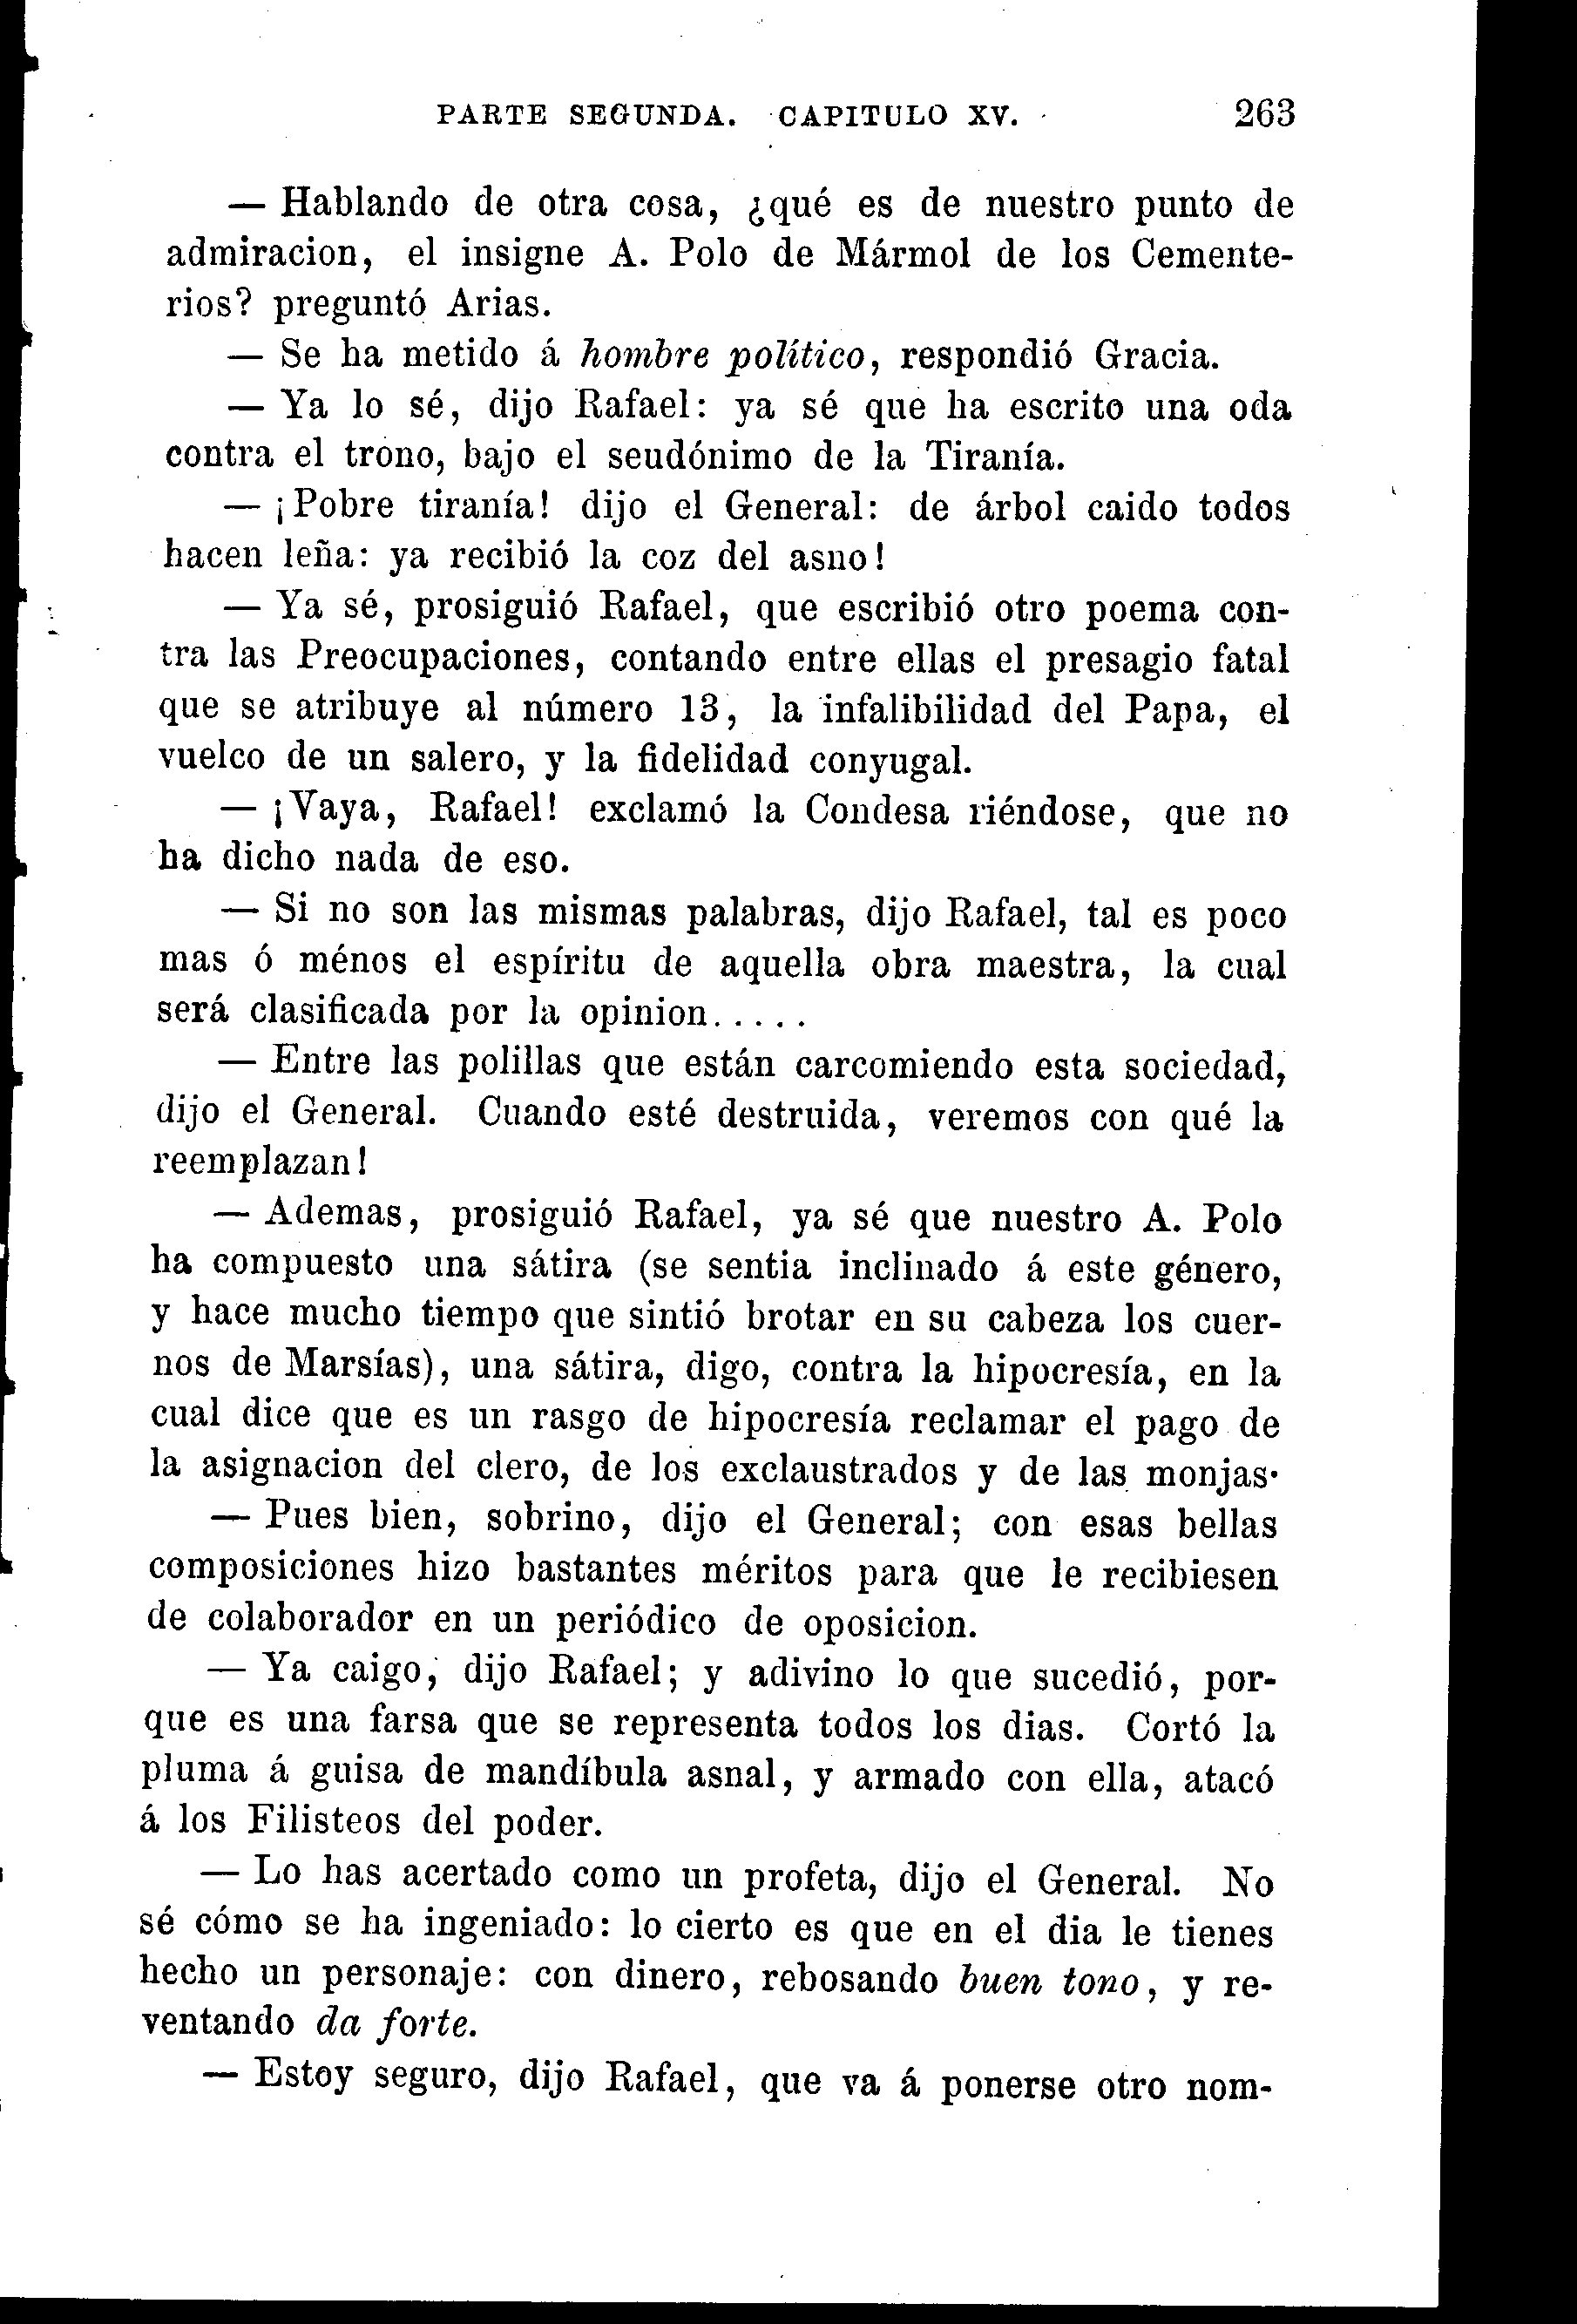 PARTE SEGUNDA. CAPITULO XV. 263
— Hablando de otra cosa, ¿qué es de nuestro punto de
admiracion, el insigne A. Polo de Mármol de los Cemente-
rios? preguntó Arias.
— Se ha metido á hombre político, respondió Gracia.
— Ya lo sé, dijo Rafael: ya sé que ha escrito una oda
contra el trono, bajo el seudónimo de la Tiranía.
— ¡Pobre tiranía! dijo el General: de árbol caido todos
hacen leña: ya recibió la coz del asno!
— Ya sé, prosiguió Rafael, que escribió otro poema con-
tra las Preocupaciones, contando entre ellas el presagio fatal
que se atribuye al número 13, la infalibilidad del Papa, el
vuelco de un salero, y la fidelidad conyugal.
— ¡Vaya, Rafael! exclamó la Condesa riéndose, que no
ha dicho nada de eso.
— Si no son las mismas palabras, dijo Rafael, tal es poco
mas ó ménos el espíritu de aquella obra maestra, la cual
será clasificada por la opinion.....
— Entre las polillas que están carcomiendo esta sociedad,
dijo el General. Cuando esté destruida, veremos con qué la
reemplazan!
— Ademas, prosiguió Rafael, ya sé que nuestro A. Polo
ha compuesto una sátira (se sentia inclinado á este género,
y hace mucho tiempo que sintió brotar en su cabeza los cuer-
nos de Marsías), una sátira, digo, contra la hipocresía, en la
cual dice que es un rasgo de hipocresía reclamar el pago de
la asignacion del clero, de los exclaustrados y de las monjas.
— Pues bien, sobrino, dijo el General; con esas bellas
composiciones hizo bastantes méritos para que le recibiesen
de colaborador en un periódico de oposicion.
— Ya caigo, dijo Rafael; y adivino lo que sucedió, por-
que es una farsa que se representa todos los dias. Cortó la
pluma á guisa de mandíbula asnal, y armado con ella, atacó
á los Filisteos del poder.
— Lo has acertado como un profeta, dijo el General. No
sé cómo se ha ingeniado: lo cierto es que en el dia le tienes
hecho un personaje: con dinero, rebosando buen tono, y re-
ventando da forte.
— Estoy seguro, dijo Rafael, que va á ponerse otro nom-